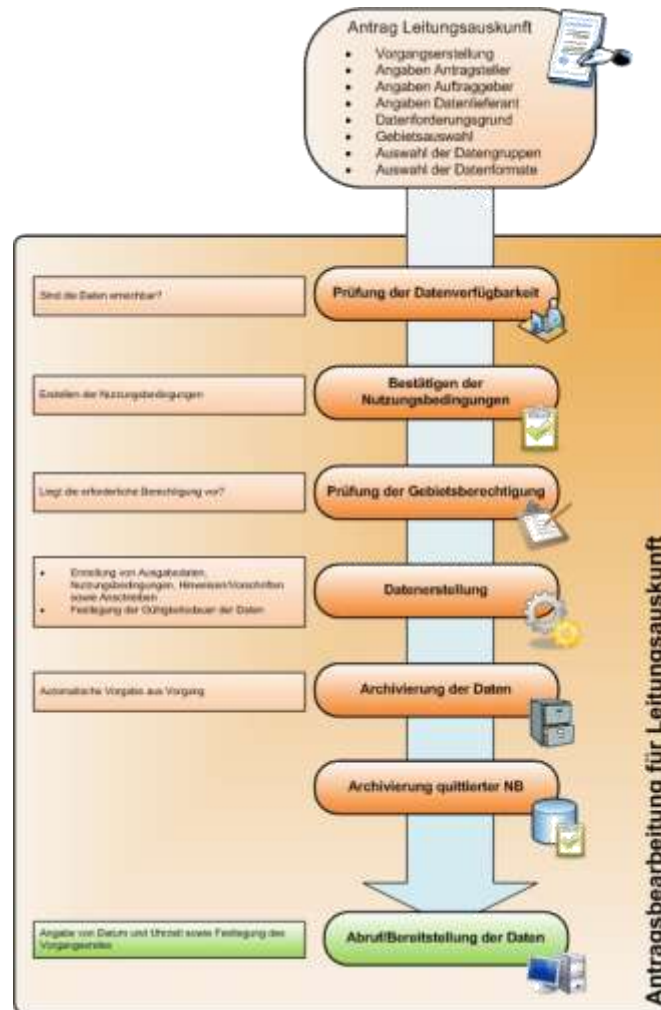 Antrag Leitungsauskunft
Vorgangserstellung
Angaben Antragsteller
Angaben Auftraggeber
Angaben Datenlieferant
Datenforderungsgrund
Gebietsauswahl
Auswahl der Datengruppen
Auswahl der Datenformate
Sind die Daten erreichbar?
Prüfung der Datenverfügbarkeit
Erstellen der Nutzungsbedingungen
Bestätigen der
Nutzungsbedingungen
Liegt die erforderliche Berechtigung vor?
Prüfung der Gebietsberechtigung
Erstellung von Ausgabedaten,
Nutzungsbedingungen, Hinweisen/Vorschriften
sowie Anschreiben
Festlegung der Gültigkeitsdauer der Daten
Datenerstellung
Automatische Vorgabe aus Vorgang
Archivierung der Daten
Archivierung quittierter NB
Angabe von Datum und Uhrzeit sowie Festlegung des
Vorgangsendes
Abruf/Bereitstellung der Daten
Antragsbearbeitung für Leitungsauskunft